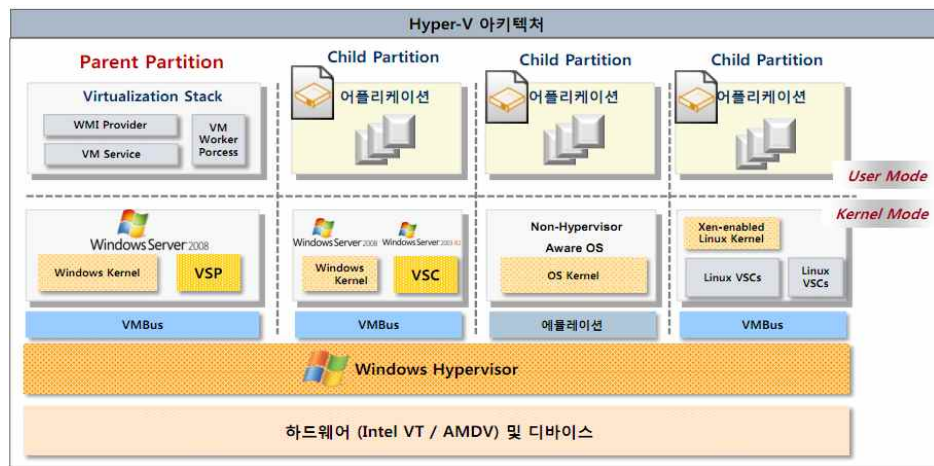 Hyper-V 아키텍처
Parent Partition
Child Partition
Child Partition
Child Partition
Virtualization Stack
WMI Provider
VM Service
VM
Worker
Porcess
어플리케이션
어플리케이션
어플리케이션
User Mode
Kernel Mode
Windows Server 2008
Windows Kernel
VSP
Windows Server 2008
Windows Server 2003 R2
Windows
Kernel
VSC
Non-Hypervisor
Aware OS
OS Kernel
Xen-enabled
Linux Kernel
Linux VSCs
Linux
VSCs
VMBus
VMBus
에뮬레이션
VMBus
Windows Hypervisor
하드웨어 (Intel VT / AMDV) 및 디바이스